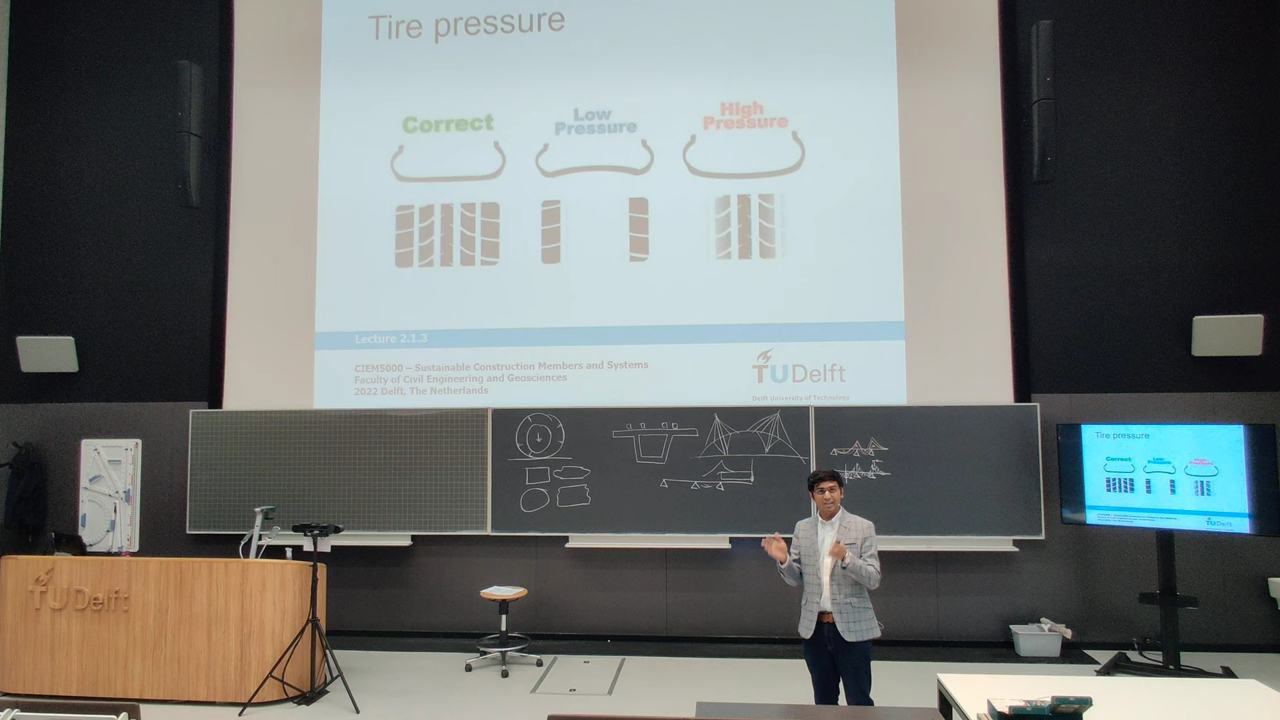 Tire pressure
Correct
Low
Pressure
High
Pressure
Lecture 2.1.3
CIEM5000 – Sustainable Construction Members and Systems
Faculty of Civil Engineering and Geosciences
2022 Delft, The Netherlands
TUDelft
Delft University of Technology
Tire pressure
Correct
Low
Pressure
High
Pressure
TUDelft
TUDelft